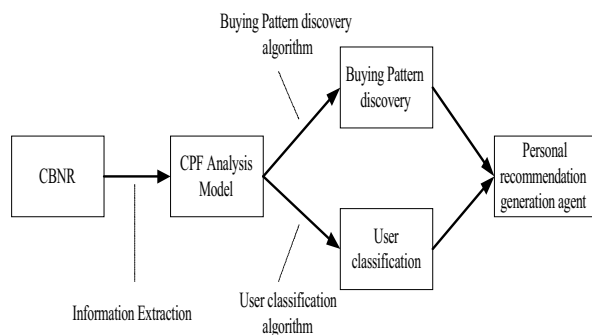 Buying Pattern discovery
algorithm
Buying Pattern
discovery
CBNR
CPF Analysis
Model
Personal
recommendation
generation agent
User
classification
Information Extraction
User classification
algorithm